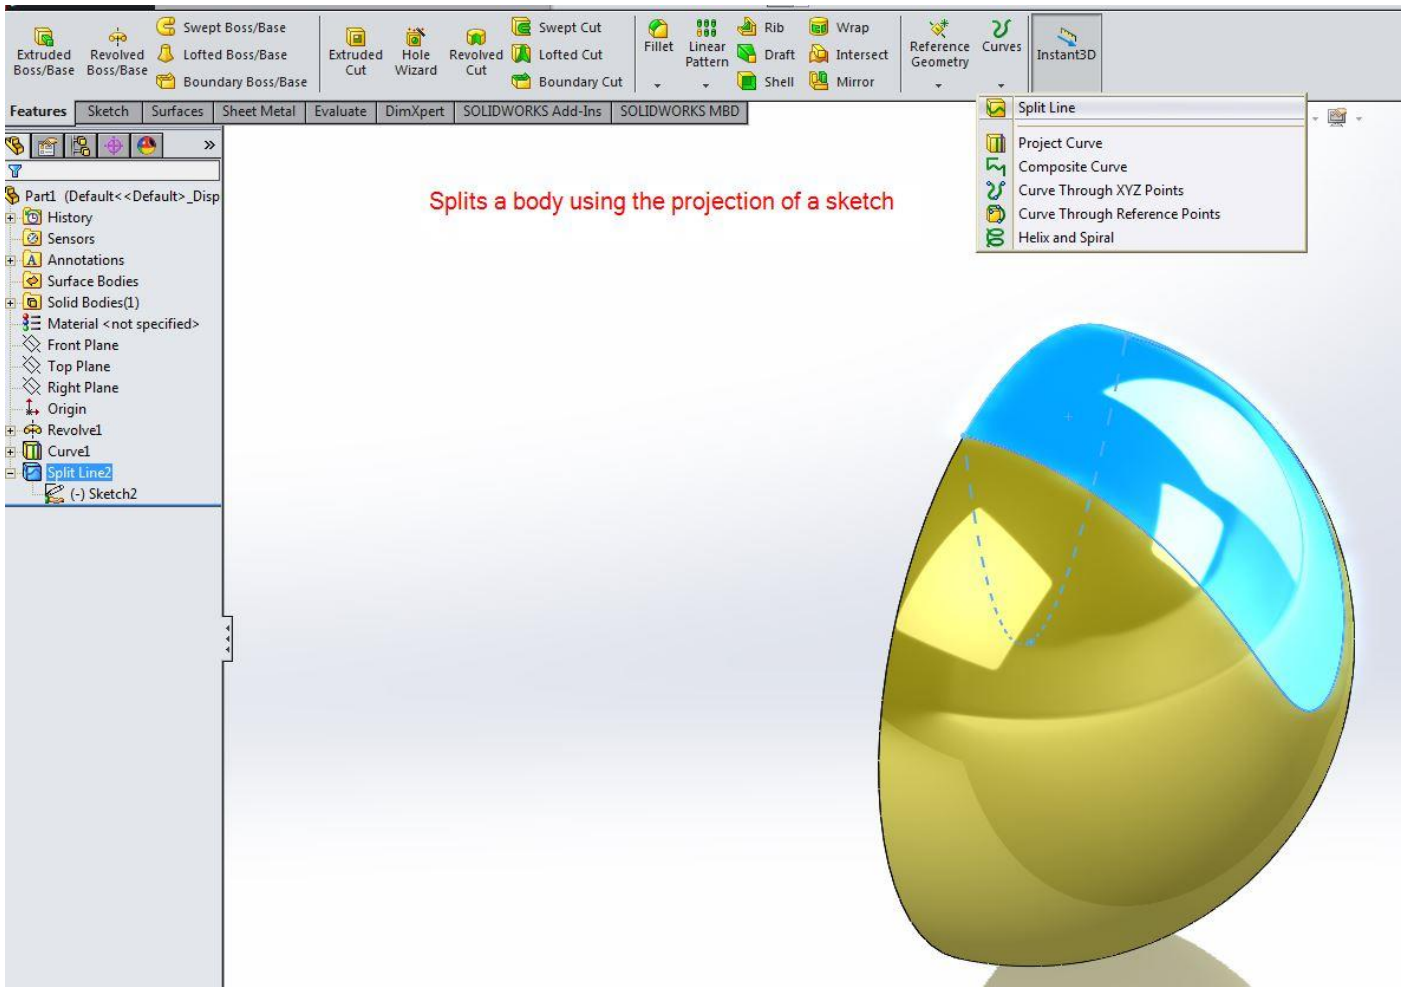 Extruded Boss/Base
Revolved Boss/Base
Swept Boss/Base
Lofted Boss/Base
Boundary Boss/Base
Extruded Cut
Hole Wizard
Revolved Cut
Swept Cut
Lofted Cut
Boundary Cut
Fillet
Linear Pattern
Rib
Draft
Shell
Wrap
Intersect
Mirror
Reference Geometry
Curves
Instant3D
Features
Sketch
Surfaces
Sheet Metal
Evaluate
DimXpert
SOLIDWORKS Add-Ins
SOLIDWORKS MBD
Split Line
Project Curve
Composite Curve
Curve Through XYZ Points
Curve Through Reference Points
Helix and Spiral
»
Part1 (Default<<Default>_Disp
History
Sensors
A Annotations
Surface Bodies
Solid Bodies(1)
Material <not specified>
Front Plane
Top Plane
Right Plane
Origin
Revolve1
Curve1
Split Line2
(-) Sketch2
Splits a body using the projection of a sketch